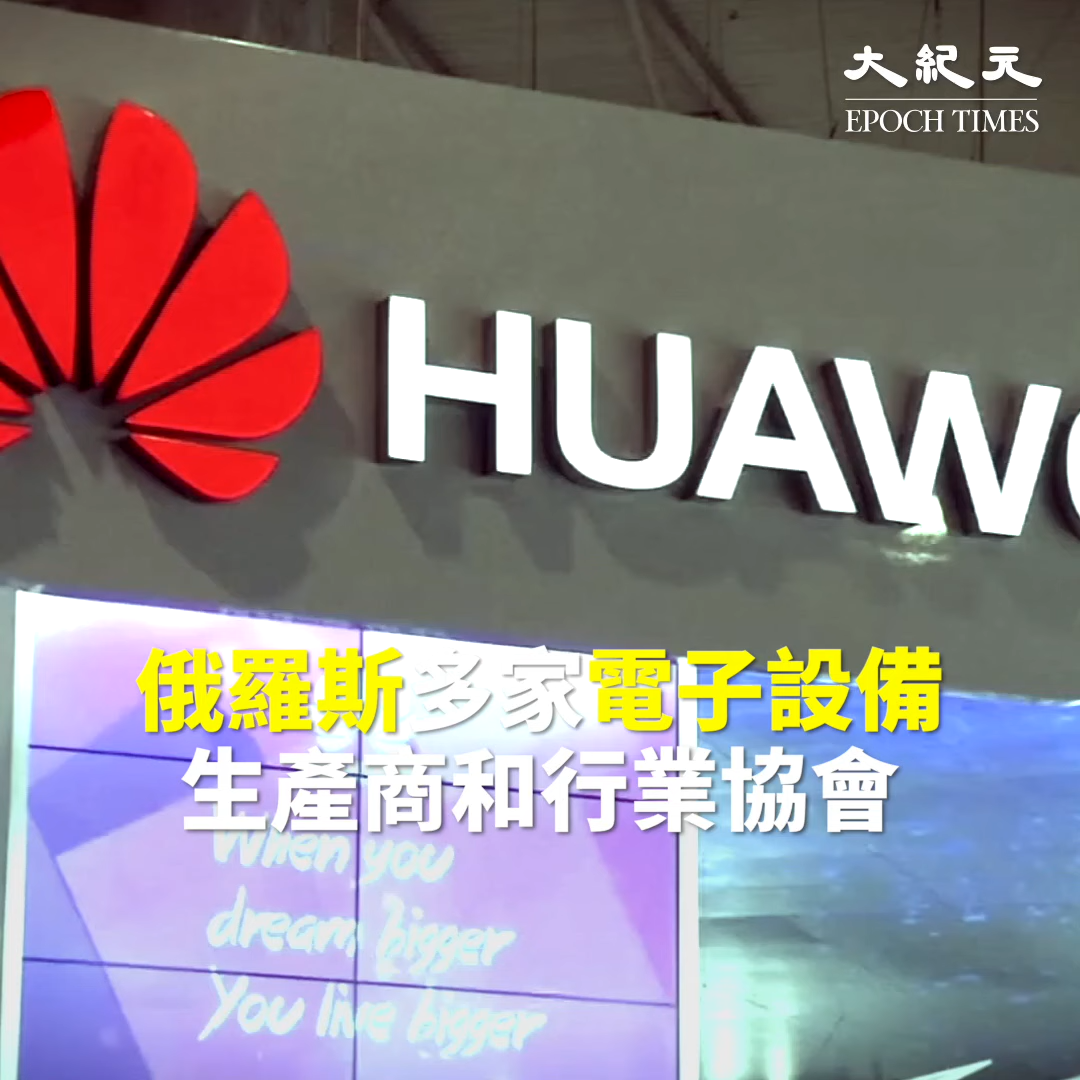 大紀元
EPOCH TIMES
HUAW
俄羅斯多家電子設備
生產商和行業協會
When you
dream bigger
You live bigger